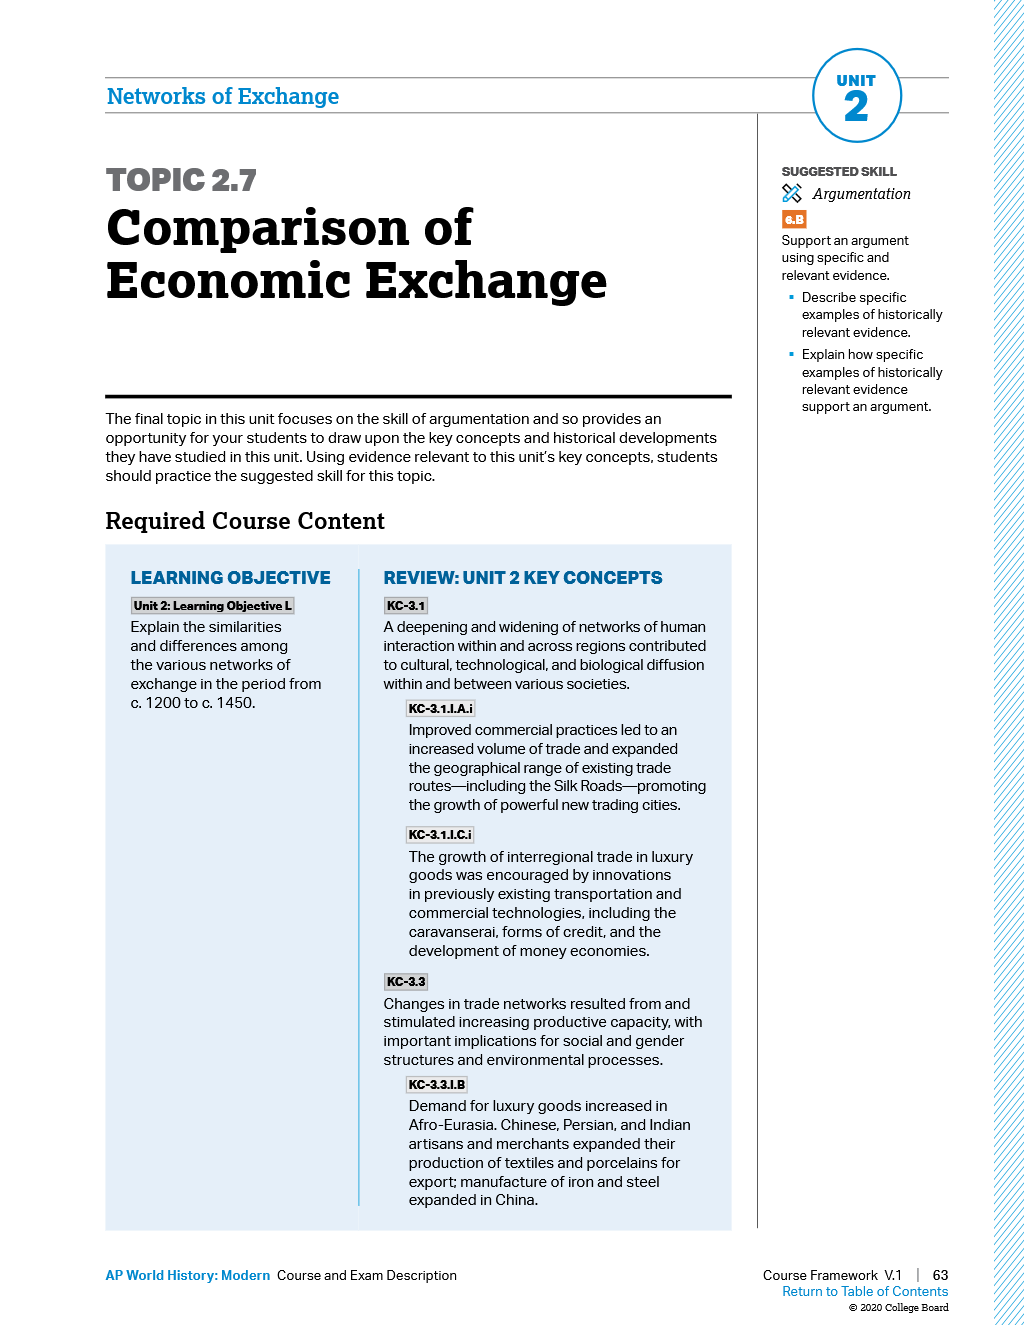 Networks of Exchange
UNIT
2
TOPIC 2.7
Comparison of
Economic Exchange
The final topic in this unit focuses on the skill of argumentation and so provides an
opportunity for your students to draw upon the key concepts and historical developments
they have studied in this unit. Using evidence relevant to this unit’s key concepts, students
should practice the suggested skill for this topic.
Required Course Content
LEARNING OBJECTIVE
Unit 2: Learning Objective L
Explain the similarities
and differences among
the various networks of
exchange in the period from
c. 1200 to c. 1450.
REVIEW: UNIT 2 KEY CONCEPTS
KC-3.1
A deepening and widening of networks of human
interaction within and across regions contributed
to cultural, technological, and biological diffusion
within and between various societies.
KC-3.1.I.A.i
Improved commercial practices led to an
increased volume of trade and expanded
the geographical range of existing trade
routes—including the Silk Roads—promoting
the growth of powerful new trading cities.
KC-3.1.I.C.i
The growth of interregional trade in luxury
goods was encouraged by innovations
in previously existing transportation and
commercial technologies, including the
caravanserai, forms of credit, and the
development of money economies.
KC-3.3
Changes in trade networks resulted from and
stimulated increasing productive capacity, with
important implications for social and gender
structures and environmental processes.
KC-3.3.I.B
Demand for luxury goods increased in
Afro-Eurasia. Chinese, Persian, and Indian
artisans and merchants expanded their
production of textiles and porcelains for
export; manufacture of iron and steel
expanded in China.
SUGGESTED SKILL
Argumentation
6.B
Support an argument
using specific and
relevant evidence.
▪ Describe specific
examples of historically
relevant evidence.
▪ Explain how specific
examples of historically
relevant evidence
support an argument.
AP World History: Modern Course and Exam Description
Course Framework V.1 | 63
Return to Table of Contents
© 2020 College Board